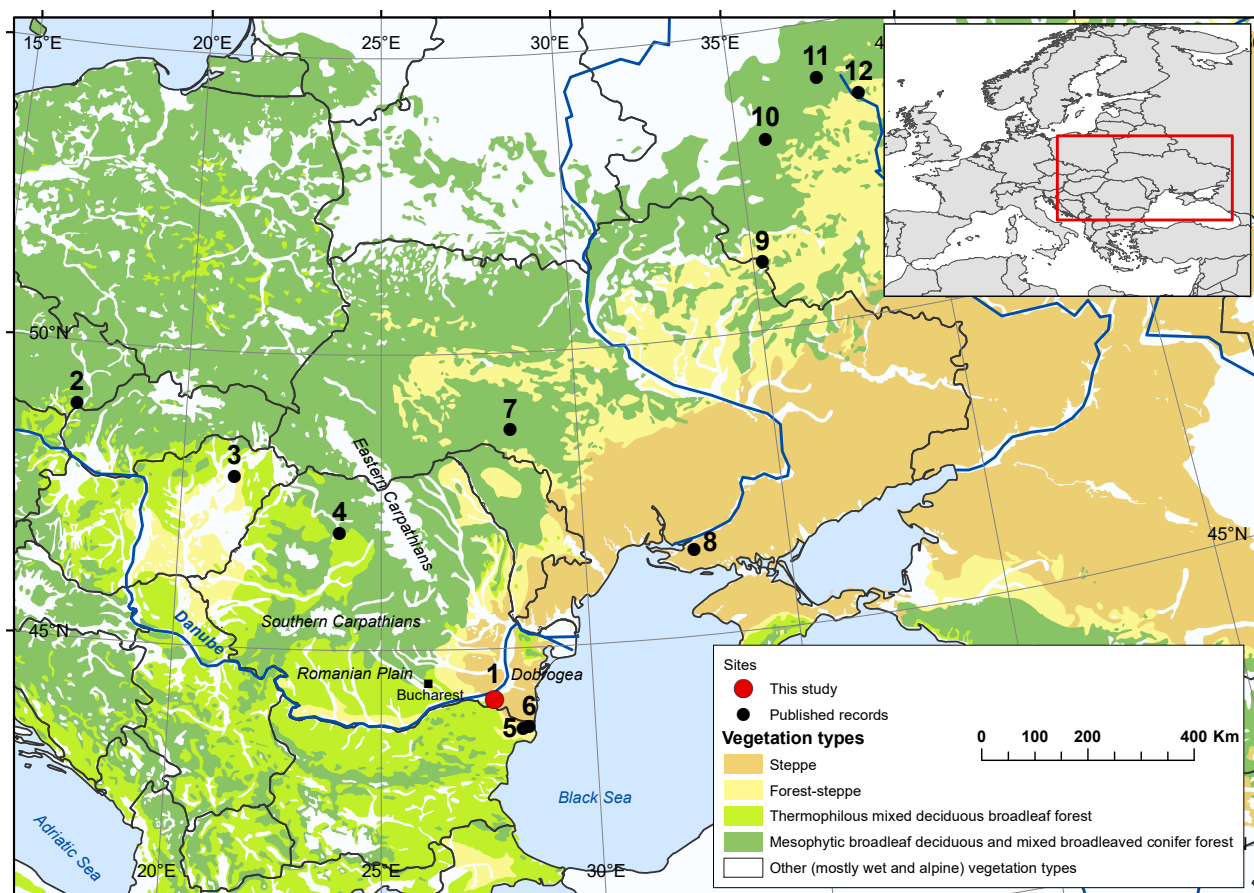 15°E
20°E
25°E
30°E
35°E
4
11
12
10
9
50°N
2
7
3
Eastern Carpathians
4
8
45°N
45°N
Danube
Southern Carpathians
Romanian Plain
1
Dobrogea
Bucharest
6
5
Black Sea
Adriatic Sea
20°E
25°E
30°E
Sites
This study
Published records
Vegetation types
0 100 200 400 Km
Steppe
Forest-steppe
Thermophilous mixed deciduous broadleaf forest
Mesophytic broadleaf deciduous and mixed broadleaved conifer forest
Other (mostly wet and alpine) vegetation types